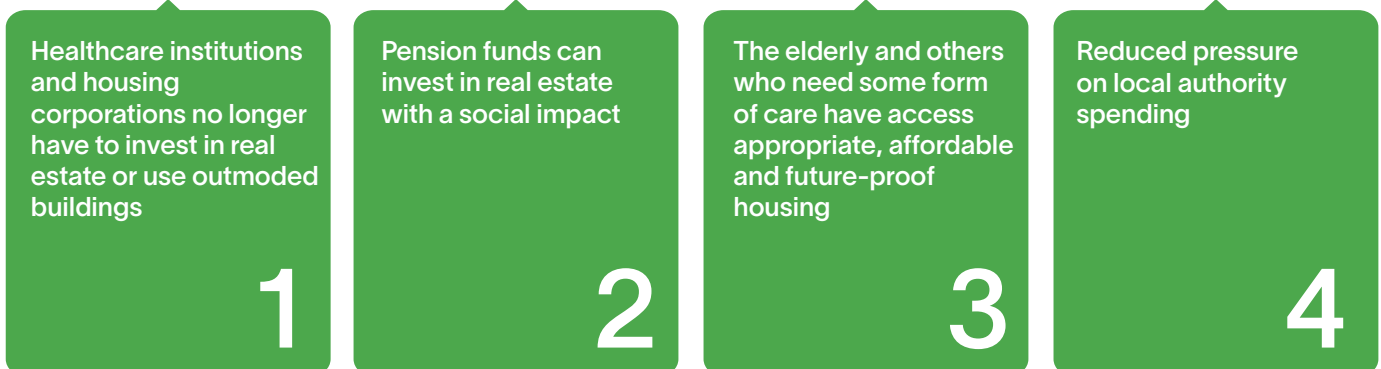 Healthcare institutions
and housing
corporations no longer
have to invest in real
estate or use outmoded
buildings
1
Pension funds can
invest in real estate
with a social impact
2
The elderly and others
who need some form
of care have access
appropriate, affordable
and future-proof
housing
3
Reduced pressure
on local authority
spending
4